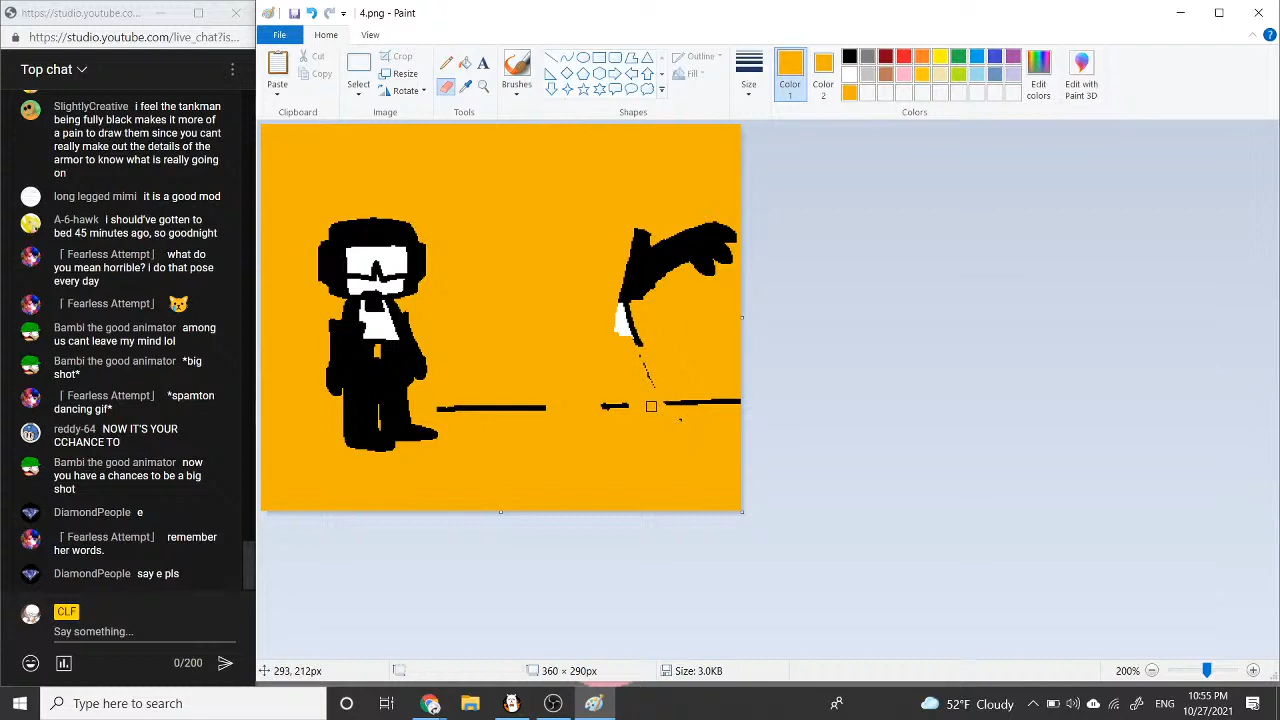 https://studio.youtube.com/...
https://studio.youtube.com/live_chat?is...
Top chat
SlightlyCreative i feel the tankman
being fully black makes it more of
a pain to draw them since you cant
really make out the details of the
armor to know what is really going
on
long legged mimi it is a good mod
A-6-hawk i should've gotten to
bed 45 minutes ago, so goodnight
「 Fearless Attempt」 what do
you mean horrible? i do that pose
every day
「 Fearless Attempt」 😿
Bambi the good animator among
us cant leave my mind lol
Bambi the good animator *big
shot*
「 Fearless Attempt」 *spamton
dancing gif*
reddy-64 NOW IT'S YOUR
CCHANCE TO
Bambi the good animator now
you have a chances to be a big
shot
DiamondPeople e
「 Fearless Attempt」 remember
her words.
DiamondPeople say e pls
CLF
Say something...
0/200
4.png - Paint
File Home View
Paste
Cut
Copy
Clipboard
Select
Crop
Resize
Rotate
Image
A
Tools
Brushes
Outline
Fill
Shapes
Size
Color
1
Color
2
Edit
colors
Edit with
Paint 3D
Colors
293, 212px
360 × 290px
Size: 3.0KB
200%
Type here to search
52°F Cloudy
ENG
10:55 PM
10/27/2021